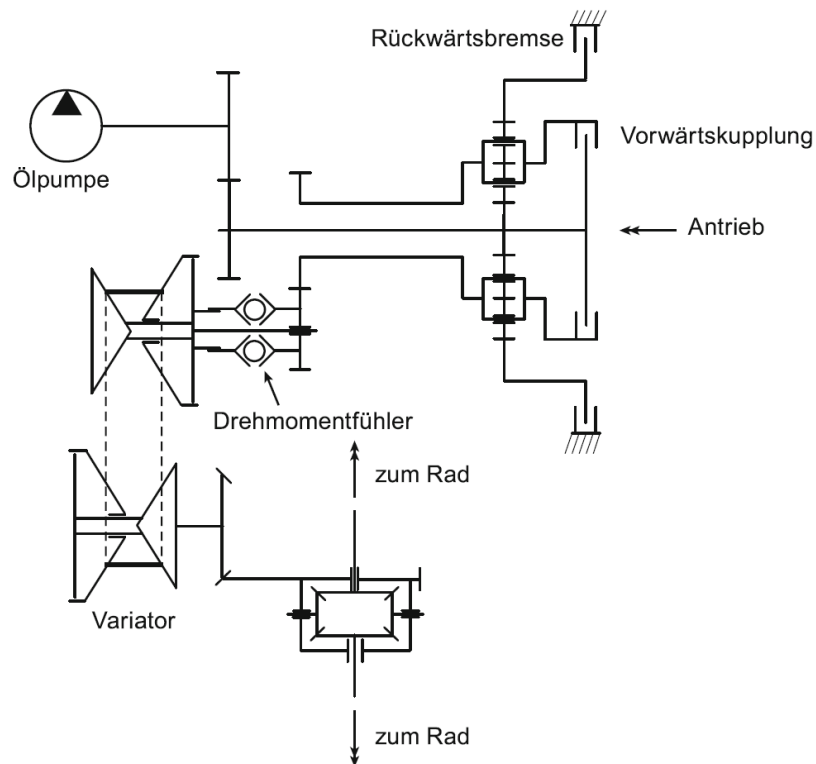 Rückwärtsbremse
Vorwärtskupplung
Ölpumpe
Antrieb
Drehmomentfühler
zum Rad
Variator
zum Rad